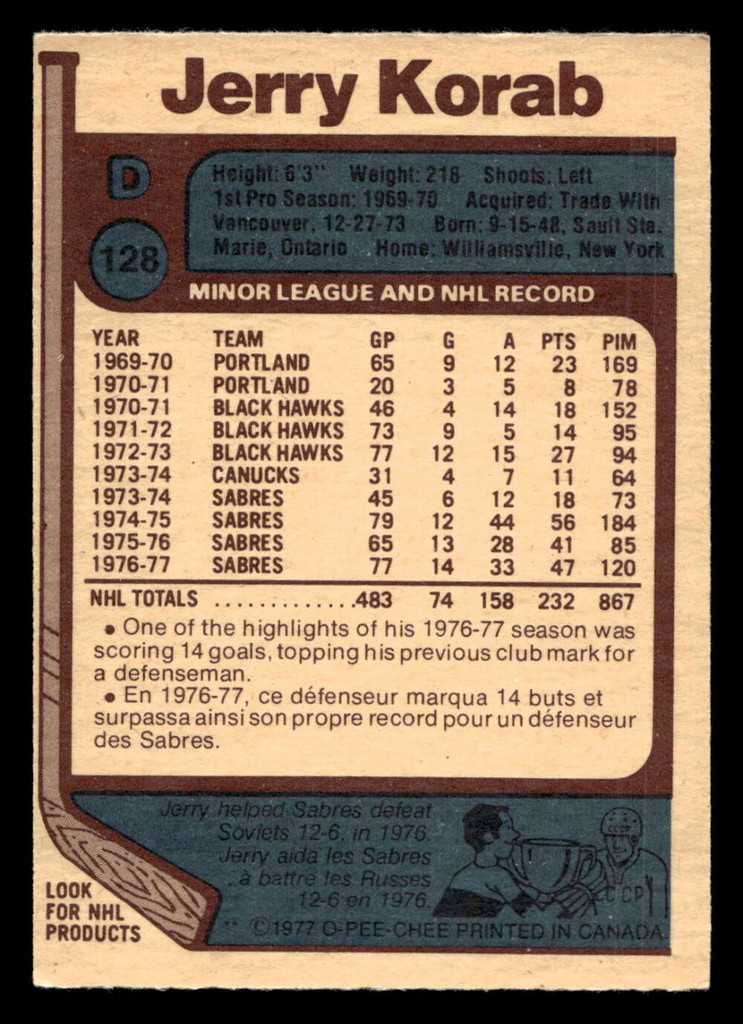 Jerry Korab
D
128
Height: 6'3" Weight: 218 Shoots: Left
1st Pro Season: 1969-70 Acquired: Trade With
Vancouver, 12-27-73 Born: 9-15-48, Sault Ste.
Marie, Ontario Home: Williamsville, New York
MINOR LEAGUE AND NHL RECORD
YEAR TEAM GP G A PTS PIM
1969-70 PORTLAND 65 9 12 23 169
1970-71 PORTLAND 20 3 5 8 78
1970-71 BLACK HAWKS 46 4 14 18 152
1971-72 BLACK HAWKS 73 9 5 14 95
1972-73 BLACK HAWKS 77 12 15 27 94
1973-74 CANUCKS 31 4 7 11 64
1973-74 SABRES 45 6 12 18 73
1974-75 SABRES 79 12 44 56 184
1975-76 SABRES 65 13 28 41 85
1976-77 SABRES 77 14 33 47 120
NHL TOTALS .............483 74 158 232 867
• One of the highlights of his 1976-77 season was
scoring 14 goals, topping his previous club mark for
a defenseman.
• En 1976-77, ce défenseur marqua 14 buts et
surpassa ainsi son propre record pour un défenseur
des Sabres.
Jerry helped Sabres defeat
Soviets 12-6, in 1976.
Jerry aida les Sabres
à battre les Russes
12-6 en 1976.
CCCP
CCCP
LOOK
FOR NHL
PRODUCTS
** ©1977 O-PEE-CHEE PRINTED IN CANADA